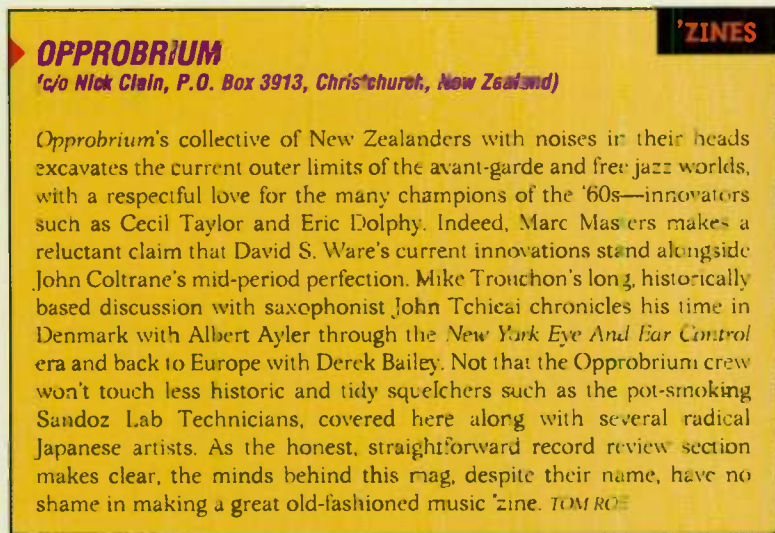 'ZINES
OPPROBRIUM
(c/o Nick Clain, P.O. Box 3913, Christchurch, New Zealand)
Opprobrium's collective of New Zealanders with noises in their heads
excavates the current outer limits of the avant-garde and free jazz worlds,
with a respectful love for the many champions of the '60s—innovators
such as Cecil Taylor and Eric Dolphy. Indeed, Marc Masters makes a
reluctant claim that David S. Ware's current innovations stand alongside
John Coltrane's mid-period perfection. Mike Trouchon's long, historically
based discussion with saxophonist John Tchicai chronicles his time in
Denmark with Albert Ayler through the New York Eye And Ear Control
era and back to Europe with Derek Bailey. Not that the Opprobrium crew
won't touch less historic and tidy squelchers such as the pot-smoking
Sandoz Lab Technicians, covered here along with several radical
Japanese artists. As the honest, straightforward record review section
makes clear, the minds behind this mag, despite their name, have no
shame in making a great old-fashioned music 'zine. TOM ROE